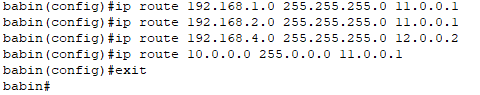 babin(config)#ip route 192.168.1.0 255.255.255.0 11.0.0.1
babin(config)#ip route 192.168.2.0 255.255.255.0 11.0.0.1
babin(config)#ip route 192.168.4.0 255.255.255.0 12.0.0.2
babin(config)#ip route 10.0.0.0 255.0.0.0 11.0.0.1
babin(config)#exit
babin#